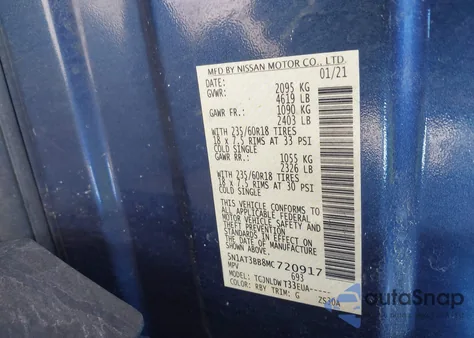 MFD BY NISSAN MOTOR CO., LTD.
DATE: 01/21
GVWR: 2095 KG
4619 LB
GAWR FR.: 1090 KG
2403 LB
WITH 235/60R18 TIRES
18 x 7.5 RIMS AT 33 PSI
COLD SINGLE
GAWR RR.: 1055 KG
2326 LB
WITH 235/60R18 TIRES
18 x 7.5 RIMS AT 30 PSI
COLD SINGLE
THIS VEHICLE CONFORMS TO
ALL APPLICABLE FEDERAL
MOTOR VEHICLE SAFETY AND
THEFT PREVENTION
STANDARDS IN EFFECT ON
THE DATE OF MANUFACTURE
SHOWN ABOVE.
5N1AT3BB8MC720917
MPV 693
MODEL: TGJNLDWT33EUA-----
COLOR: RBY TRIM: G ZS30A
autoSnap